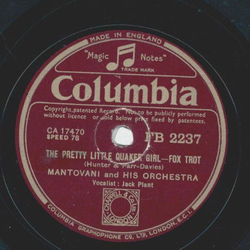 MADE IN ENGLAND
"Magic Notes"
TRADE MARK
Columbia
Copyright, patented Record. Not to be publicly performed
without licence or sold below price fixed by patentees.
CA 17470
SPEED 78
FB 2237
THE PRETTY LITTLE QUAKER GIRL—FOX TROT
(Hunter & Parr-Davies)
MANTOVANI and HIS ORCHESTRA
Vocalist: Jack Plant
COLUMBIA GRAPHOPHONE CO. LTD. LONDON, E.C.1.